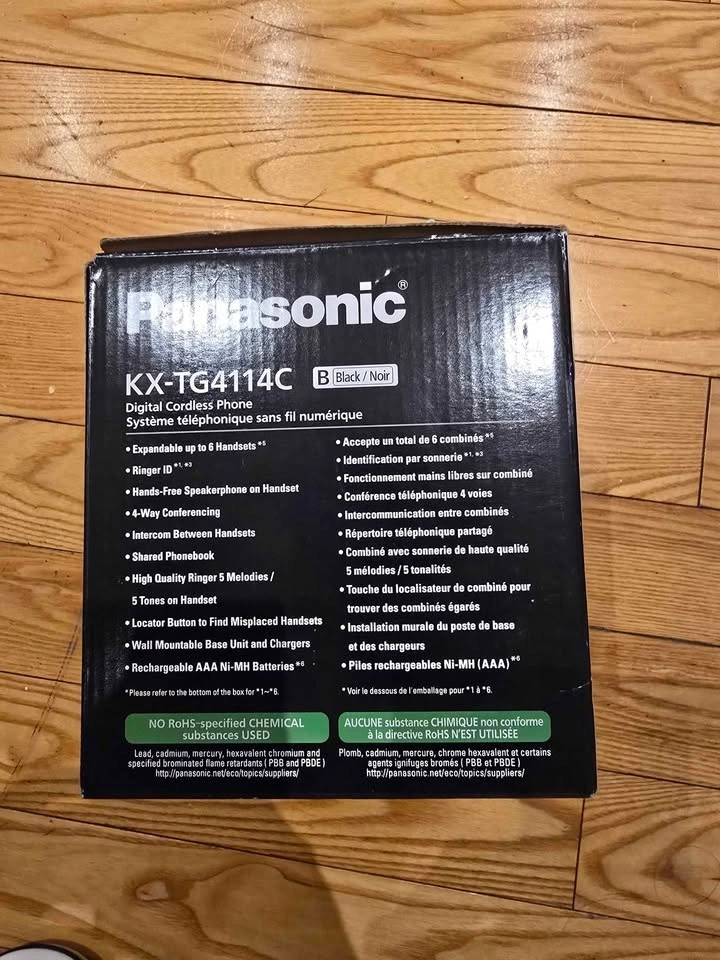 Panasonic®
KX-TG4114C B Black / Noir
Digital Cordless Phone
Système téléphonique sans fil numérique
• Expandable up to 6 Handsets *5
• Ringer ID *1, *3
• Hands-Free Speakerphone on Handset
• 4-Way Conferencing
• Intercom Between Handsets
• Shared Phonebook
• High Quality Ringer 5 Melodies /
5 Tones on Handset
• Locator Button to Find Misplaced Handsets
• Wall Mountable Base Unit and Chargers
• Rechargeable AAA Ni-MH Batteries *6
*Please refer to the bottom of the box for *1~*6.
NO RoHS-specified CHEMICAL
substances USED
Lead, cadmium, mercury, hexavalent chromium and
specified brominated flame retardants ( PBB and PBDE )
http://panasonic.net/eco/topics/suppliers/
• Accepte un total de 6 combinés *5
• Identification par sonnerie *1, *3
• Fonctionnement mains libres sur combiné
• Conférence téléphonique 4 voies
• Intercommunication entre combinés
• Répertoire téléphonique partagé
• Combiné avec sonnerie de haute qualité
5 mélodies / 5 tonalités
• Touche du localisateur de combiné pour
trouver des combinés égarés
• Installation murale du poste de base
et des chargeurs
• Piles rechargeables Ni-MH (AAA) *6
* Voir le dessous de l'emballage pour *1 à *6.
AUCUNE substance CHIMIQUE non conforme
à la directive RoHS N'EST UTILISÉE
Plomb, cadmium, mercure, chrome hexavalent et certains
agents ignifuges bromés ( PBB et PBDE )
http://panasonic.net/eco/topics/suppliers/